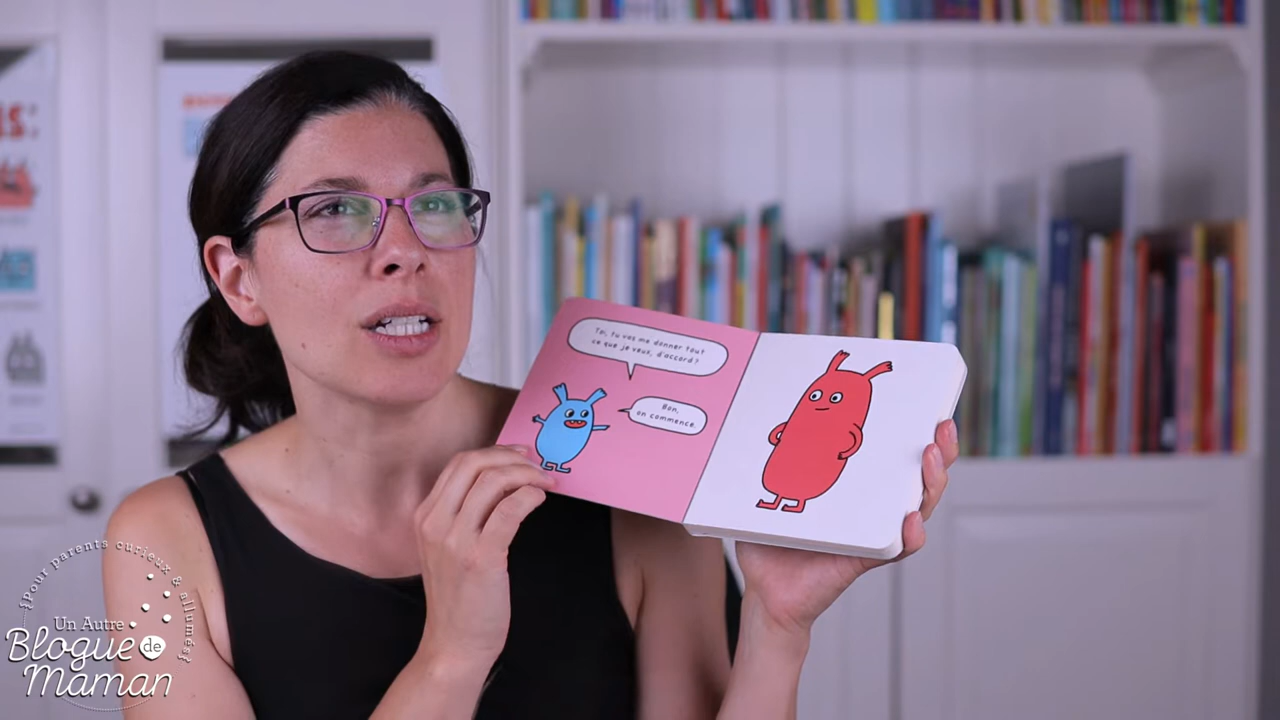 Toi, tu vas me donner tout
ce que je veux, d'accord?
Bon,
on commence.
{Pour parents curieux & allumés}
Un Autre
Blogue de
Maman